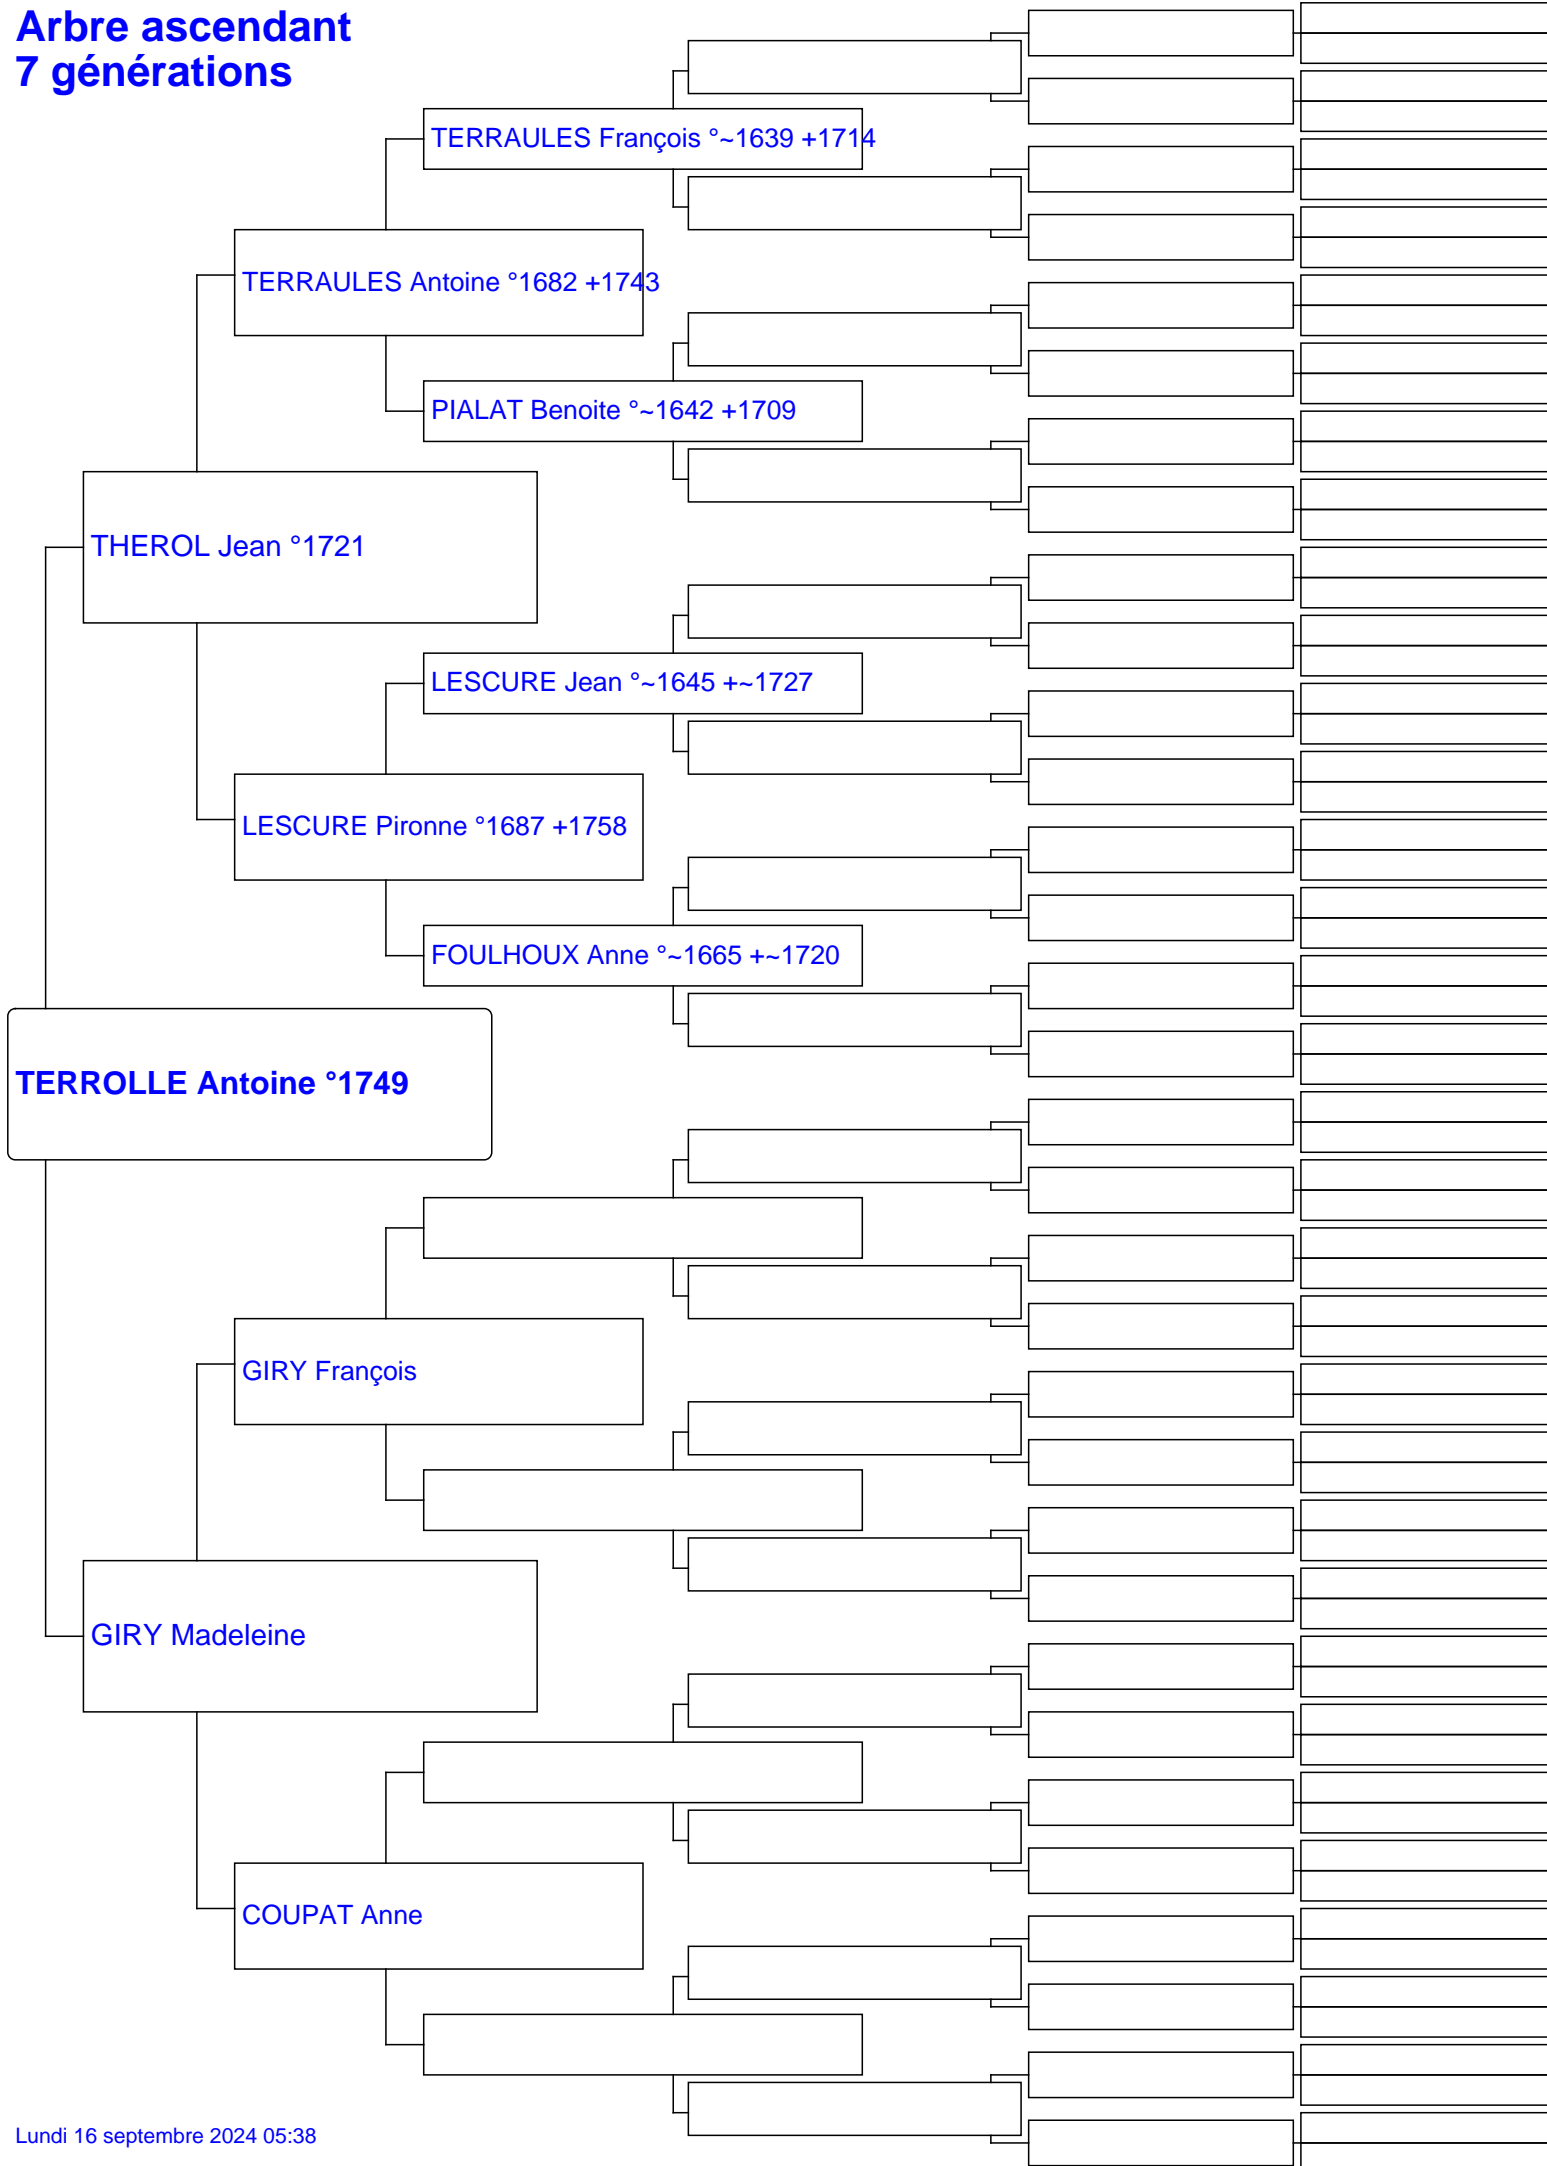 Arbre ascendant
7 générations
TERRAULES François °~1639 +1714
TERRAULES Antoine °1682 +1743
PIALAT Benoite °~1642 +1709
THEROL Jean °1721
LESCURE Jean °~1645 +~1727
LESCURE Pironne °1687 +1758
FOULHOUX Anne °~1665 +~1720
TERROLLE Antoine °1749
GIRY François
GIRY Madeleine
COUPAT Anne
Lundi 16 septembre 2024 05:38